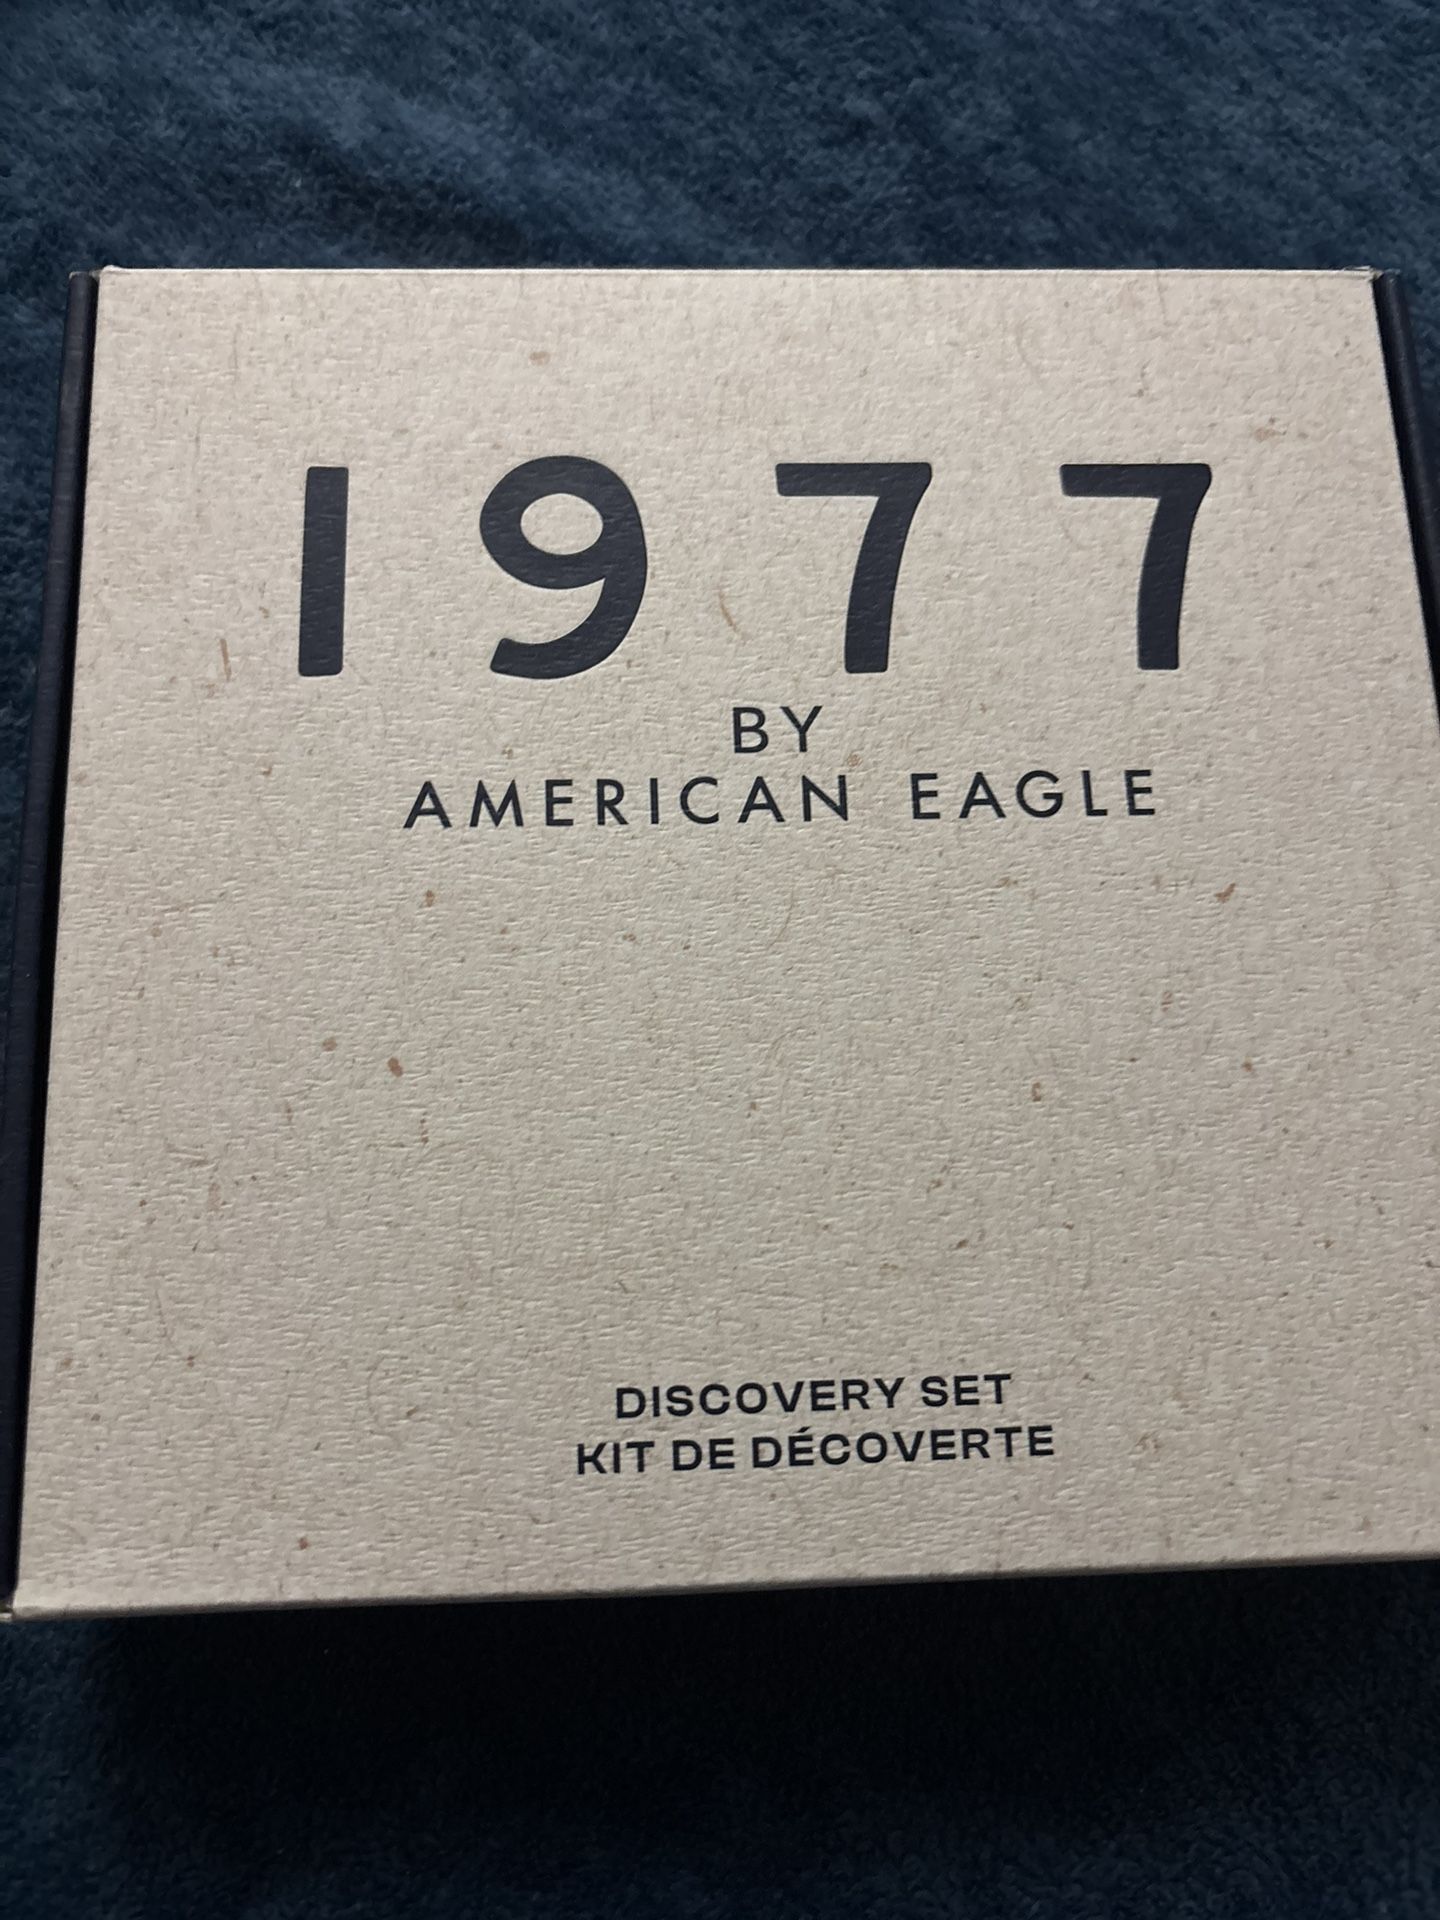 1977
BY
AMERICAN EAGLE
DISCOVERY SET
KIT DE DÉCOVERTE